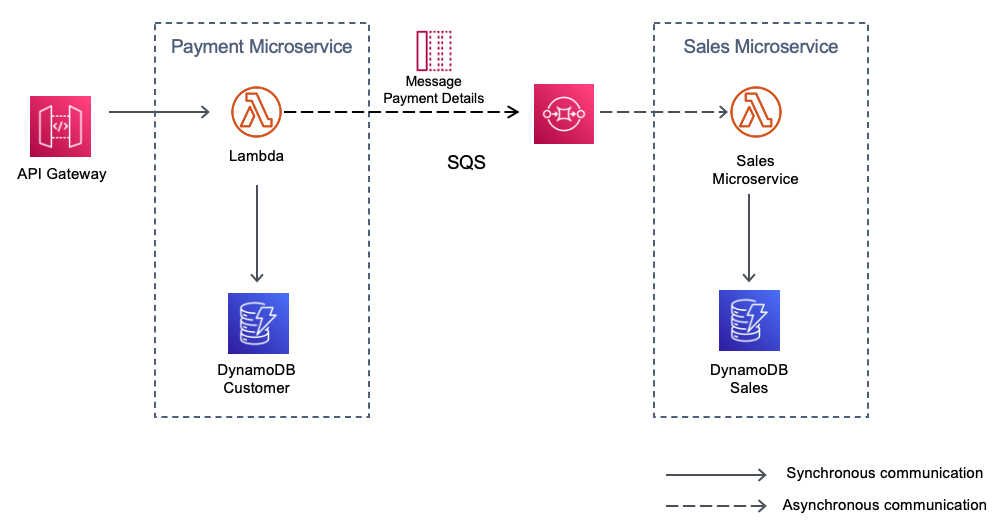 Payment Microservice
Sales Microservice
Message
Payment Details
API Gateway
Lambda
SQS
Sales
Microservice
DynamoDB
Customer
DynamoDB
Sales
Synchronous communication
Asynchronous communication